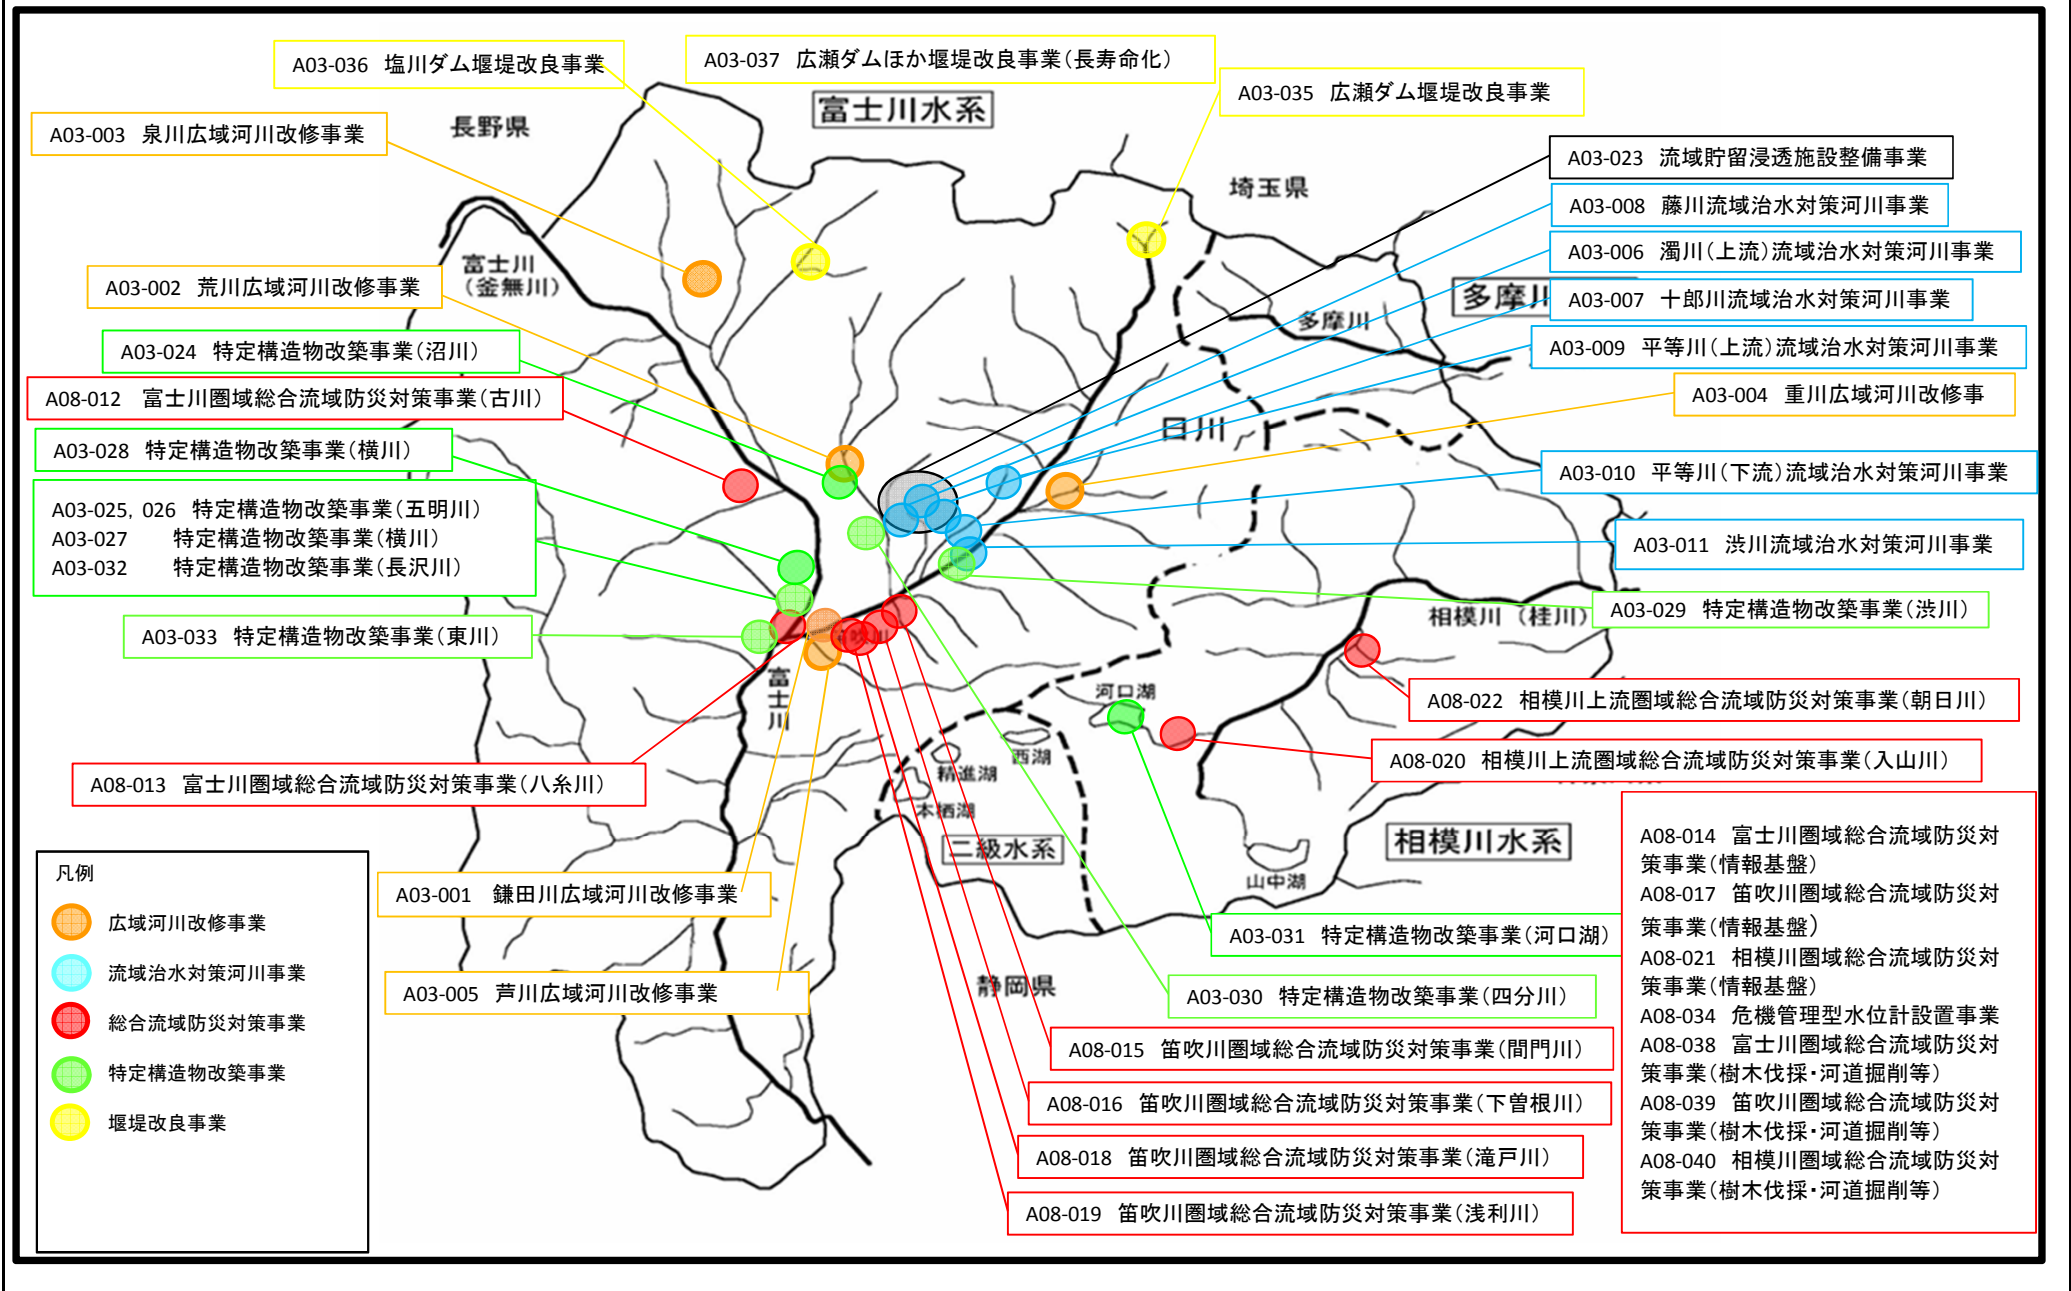 A03-036 塩川ダム堰堤改良事業
A03-037 広瀬ダムほか堰堤改良事業(長寿命化)
A03-035 広瀬ダム堰堤改良事業
富士川水系
長野県
A03-003 泉川広域河川改修事業
A03-023 流域貯留浸透施設整備事業
埼玉県
A03-008 藤川流域治水対策河川事業
A03-006 濁川(上流)流域治水対策河川事業
富士川
(釜無川)
A03-002 荒川広域河川改修事業
多摩川
A03-007 十郎川流域治水対策河川事業
多摩川
A03-024 特定構造物改築事業(沼川)
A03-009 平等川(上流)流域治水対策河川事業
A08-012 富士川圏域総合流域防災対策事業(古川)
A03-004 重川広域河川改修事
日川
A03-028 特定構造物改築事業(横川)
A03-010 平等川(下流)流域治水対策河川事業
A03-025, 026 特定構造物改築事業(五明川)
A03-027 特定構造物改築事業(横川)
A03-032 特定構造物改築事業(長沢川)
A03-011 渋川流域治水対策河川事業
A03-029 特定構造物改築事業(渋川)
相模川(桂川)
A03-033 特定構造物改築事業(東川)
富士川
河口湖
A08-022 相模川上流圏域総合流域防災対策事業(朝日川)
西湖
精進湖
本栖湖
A08-020 相模川上流圏域総合流域防災対策事業(入山川)
A08-013 富士川圏域総合流域防災対策事業(八糸川)
二級水系
相模川水系
山中湖
A08-014 富士川圏域総合流域防災対
策事業(情報基盤)
A08-017 笛吹川圏域総合流域防災対
策事業(情報基盤)
A08-021 相模川圏域総合流域防災対
策事業(情報基盤)
A08-034 危機管理型水位計設置事業
A08-038 富士川圏域総合流域防災対
策事業(樹木伐採・河道掘削等)
A08-039 笛吹川圏域総合流域防災対
策事業(樹木伐採・河道掘削等)
A08-040 相模川圏域総合流域防災対
策事業(樹木伐採・河道掘削等)
凡例
広域河川改修事業
流域治水対策河川事業
総合流域防災対策事業
特定構造物改築事業
堰堤改良事業
A03-001 鎌田川広域河川改修事業
A03-031 特定構造物改築事業(河口湖)
A03-005 芦川広域河川改修事業
静岡県
A03-030 特定構造物改築事業(四分川)
A08-015 笛吹川圏域総合流域防災対策事業(間門川)
A08-016 笛吹川圏域総合流域防災対策事業(下曽根川)
A08-018 笛吹川圏域総合流域防災対策事業(滝戸川)
A08-019 笛吹川圏域総合流域防災対策事業(浅利川)